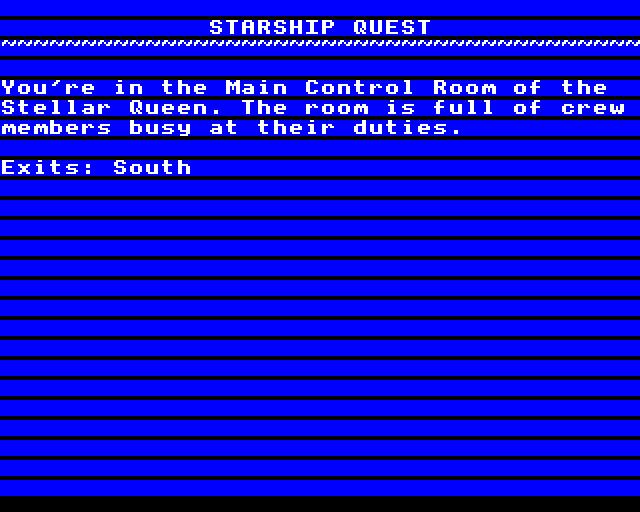 STARSHIP QUEST
~~~~~~~~~~~~~~~~~~~~~~~~~~~~~~~~~~~~~~~~
You're in the Main Control Room of the
Stellar Queen. The room is full of crew
members busy at their duties.
Exits: South